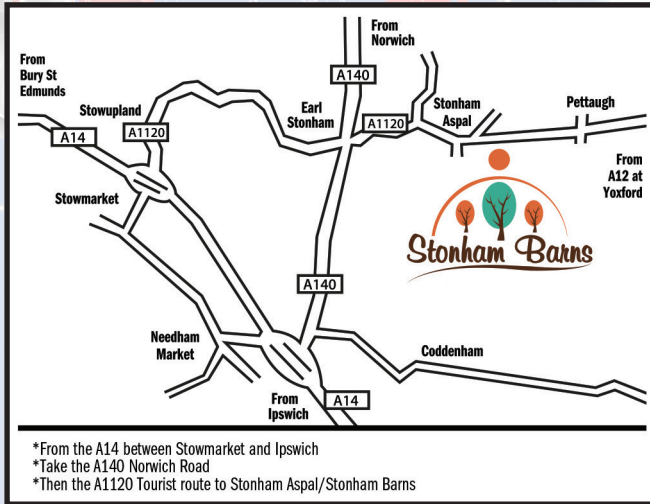 From
Norwich
From
Bury St
Edmunds
A140
Stowupland
Earl
Stonham
Stonham
Aspal
Pettaugh
A14
A1120
A1120
From
A12 at
Yoxford
Stowmarket
Stonham Barns
A140
Needham
Market
Coddenham
From
Ipswich
A14
*From the A14 between Stowmarket and Ipswich
*Take the A140 Norwich Road
*Then the A1120 Tourist route to Stonham Aspal/Stonham Barns